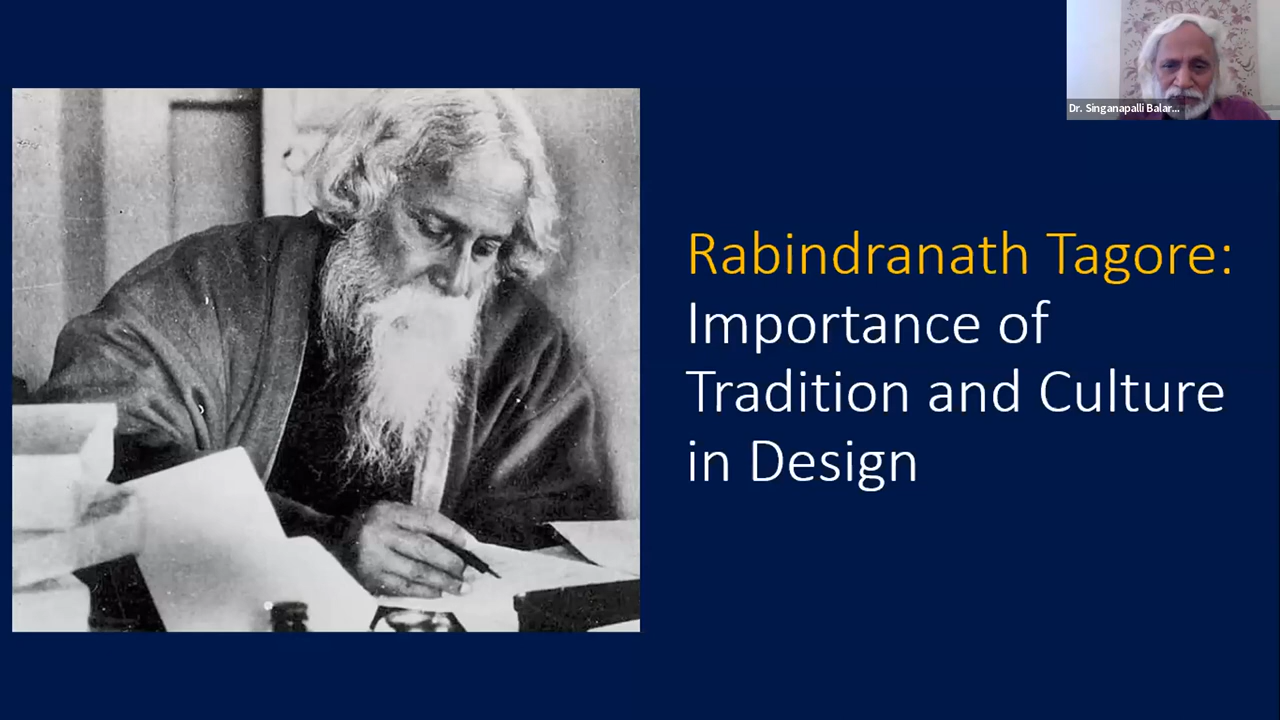 Dr. Singanapalli Balar...
Rabindranath Tagore:
Importance of
Tradition and Culture
in Design